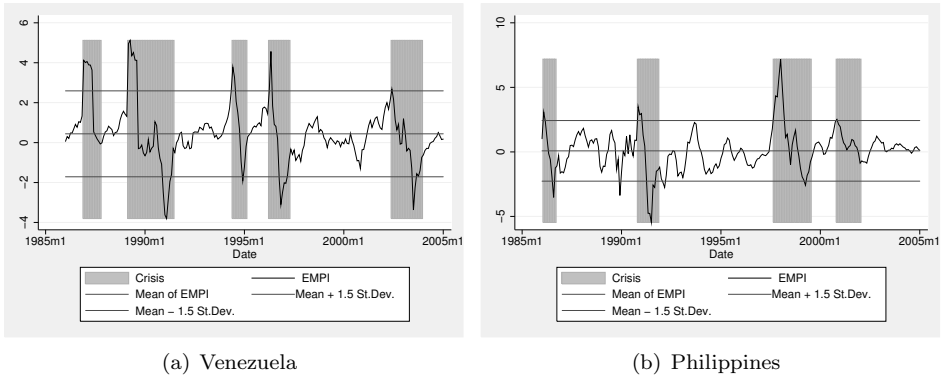 6
4
2
0
−2
−4
1985m1 1990m1 1995m1 2000m1 2005m1
Date
Crisis EMPI
Mean of EMPI Mean + 1.5 St.Dev.
Mean − 1.5 St.Dev.
(a) Venezuela
10
5
0
−5
1985m1 1990m1 1995m1 2000m1 2005m1
Date
Crisis EMPI
Mean of EMPI Mean + 1.5 St.Dev.
Mean − 1.5 St.Dev.
(b) Philippines